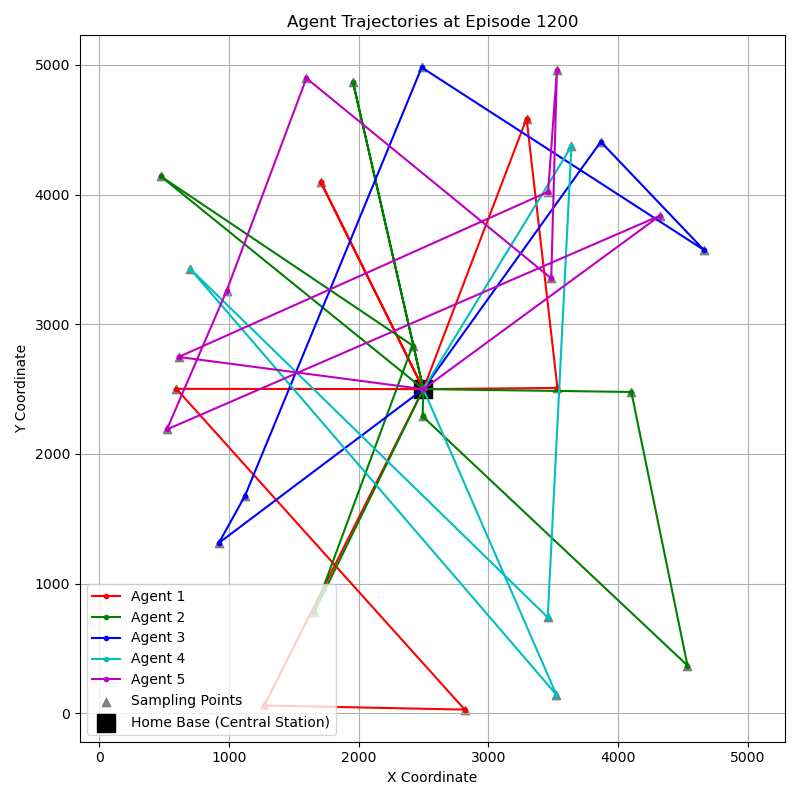 Agent Trajectories at Episode 1200
Y Coordinate
5000
4000
3000
2000
1000
0
Agent 1
Agent 2
Agent 3
Agent 4
Agent 5
Sampling Points
Home Base (Central Station)
0 1000 2000 3000 4000 5000
X Coordinate